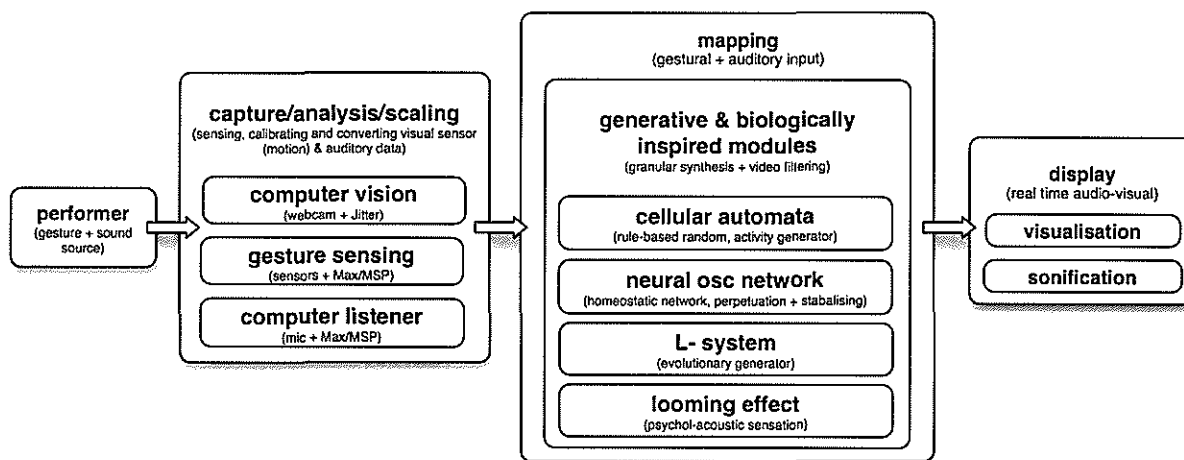 performer
(gesture + sound
source)
capture/analysis/scaling
(sensing, calibrating and converting visual sensor
(motion) & auditory data)
computer vision
(webcam + Jitter)
gesture sensing
(sensors + Max/MSP)
computer listener
(mic + Max/MSP)
mapping
(gestural + auditory input)
generative & biologically
inspired modules
(granular synthesis + video filtering)
cellular automata
(rule-based random, activity generator)
neural osc network
(homeostatic network, perpetuation + stabalising)
L- system
(evolutionary generator)
looming effect
(psychol-acoustic sensation)
display
(real time audio-visual)
visualisation
sonification